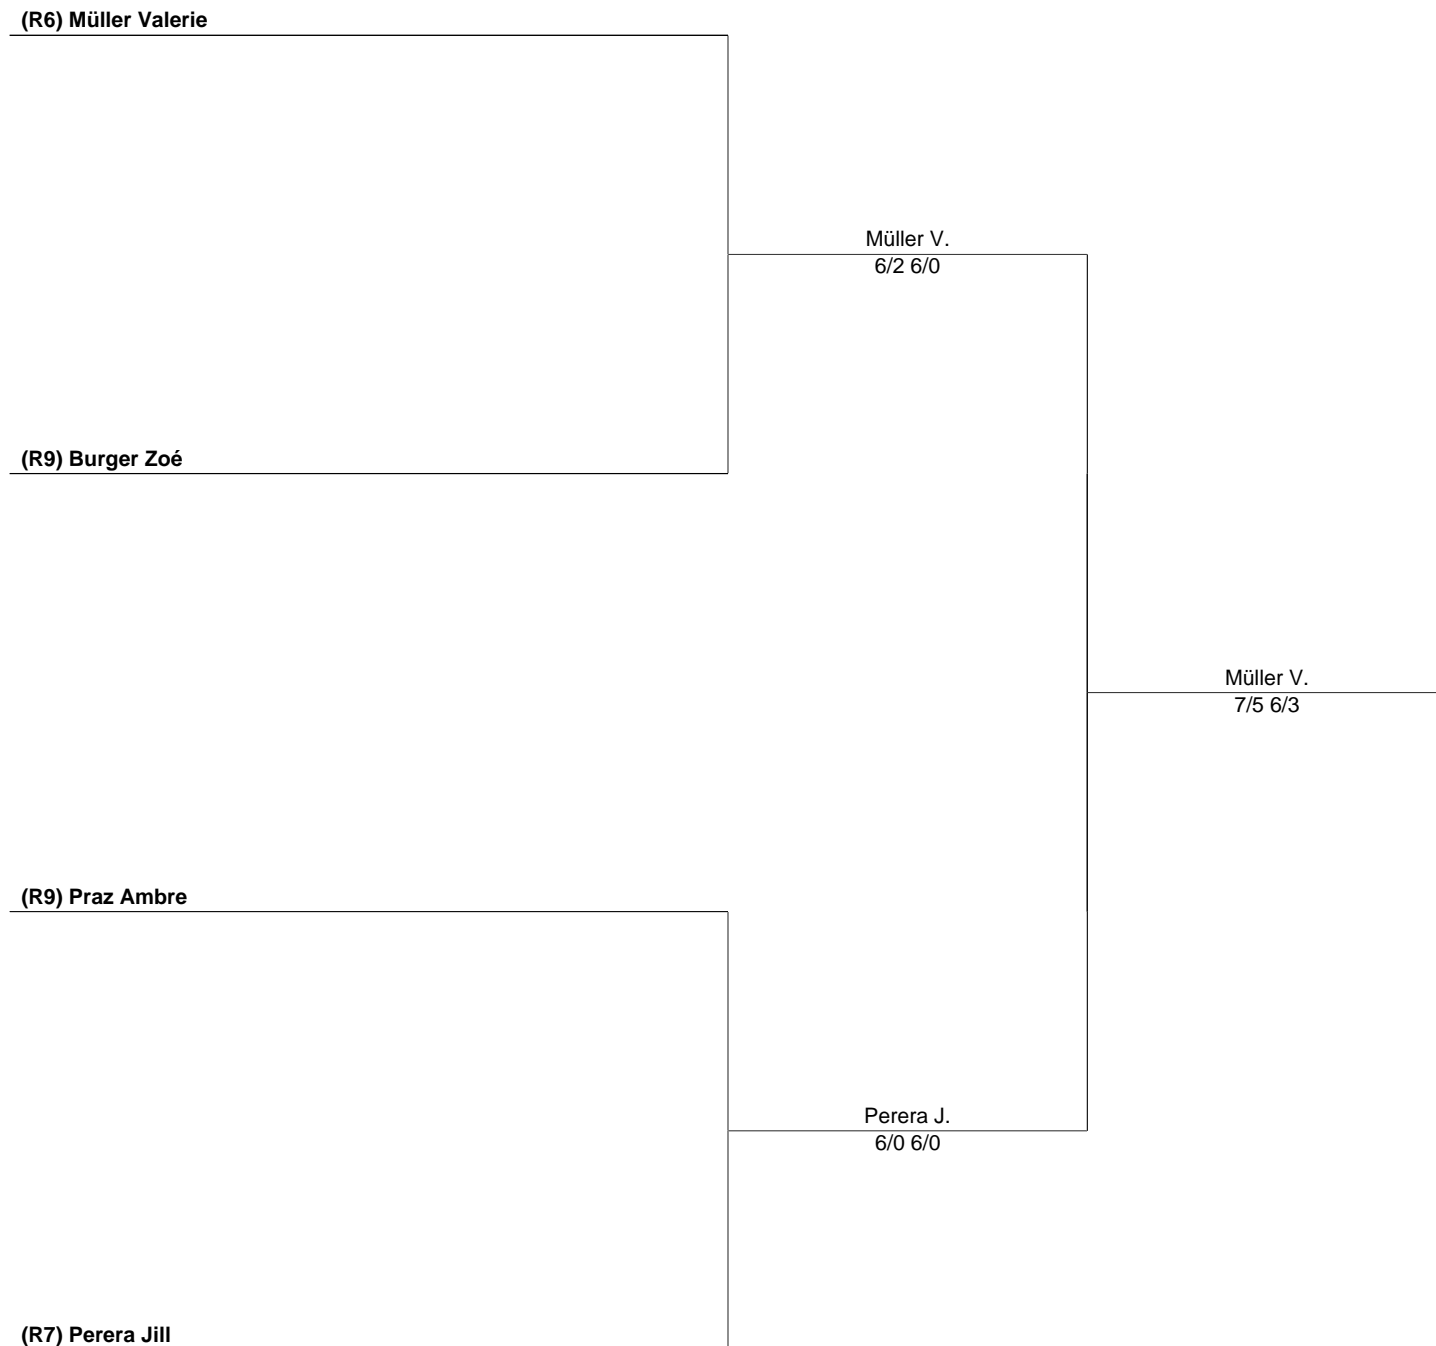 (R6) Müller Valerie
Müller V.
6/2 6/0
(R9) Burger Zoé
Müller V.
7/5 6/3
(R9) Praz Ambre
Perera J.
6/0 6/0
(R7) Perera Jill